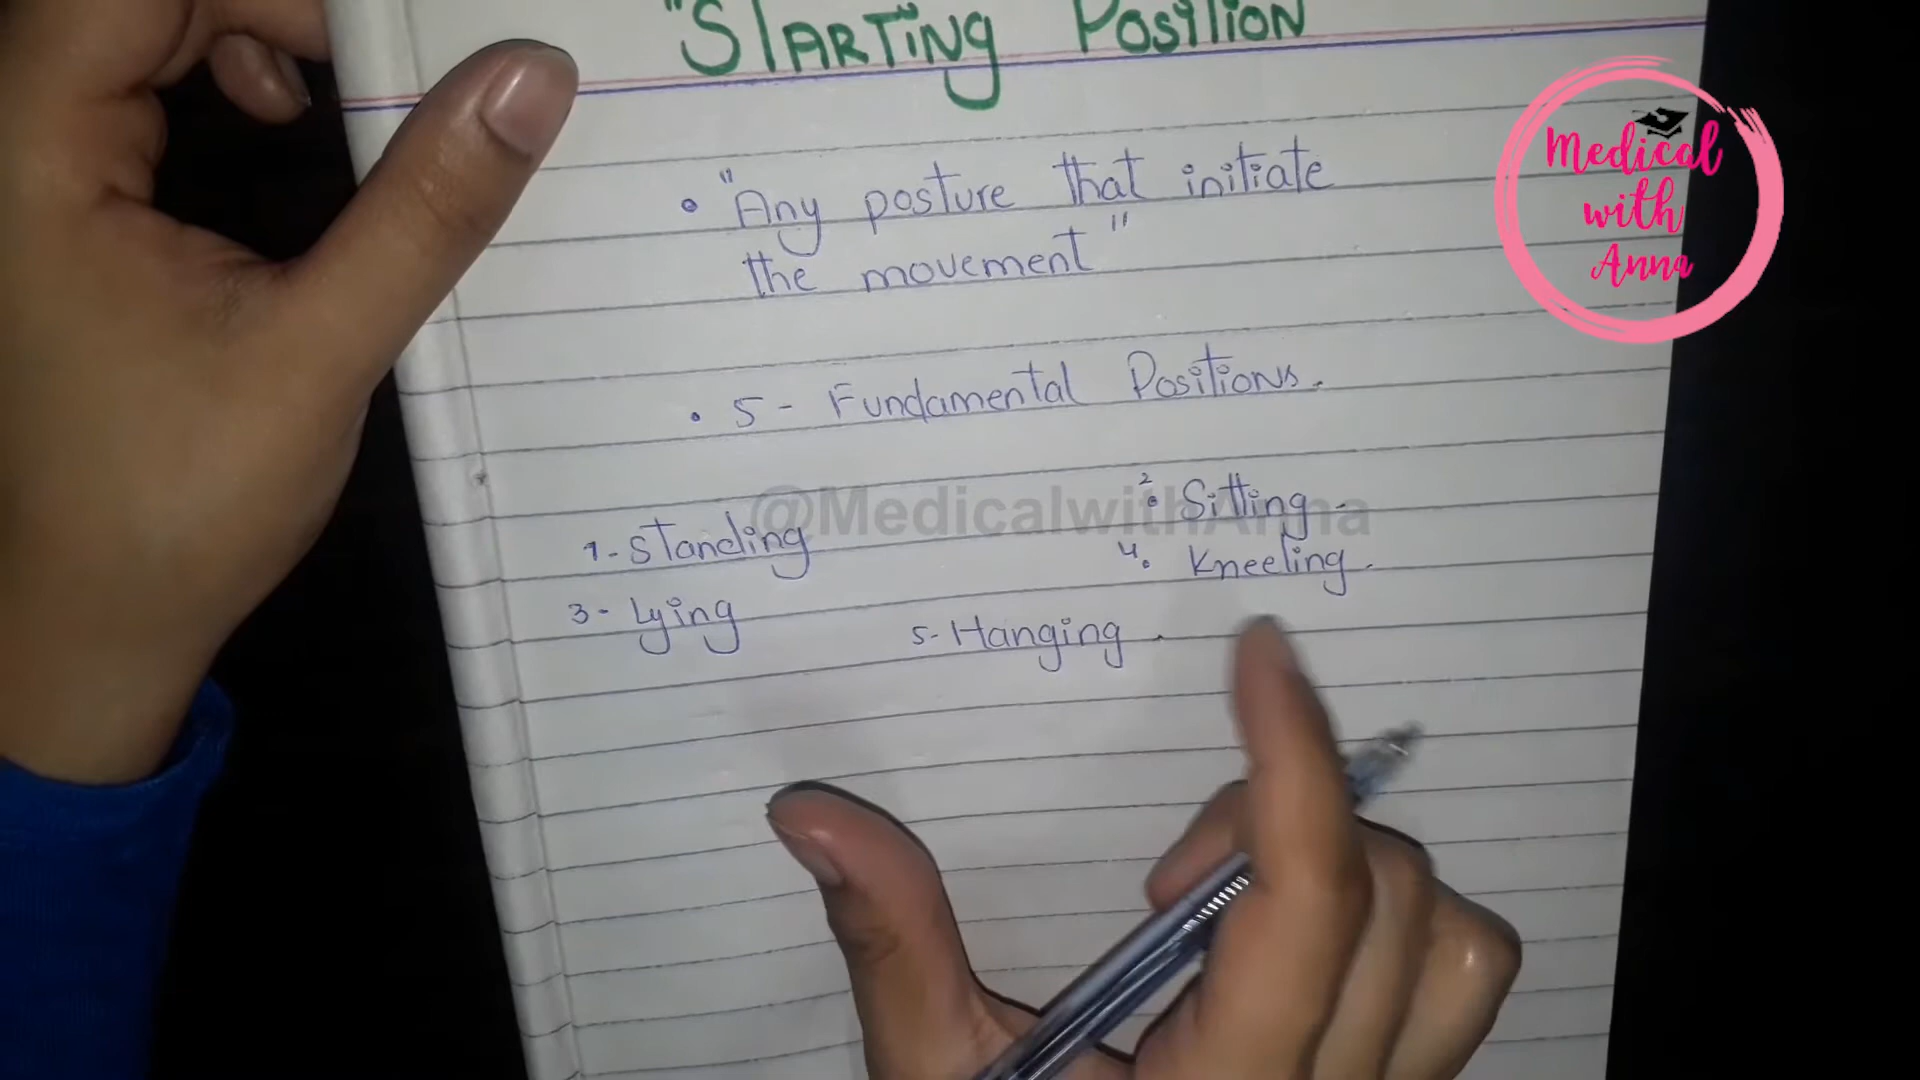 "Starting Position
• "Any posture that initiate
the movement"
• 5 - Fundamental Positions.
1 - Standing
2. Sitting -
3 - Lying
4. Kneeling.
5 - Hanging.
@MedicalwithAnna
Medical
with
Anna